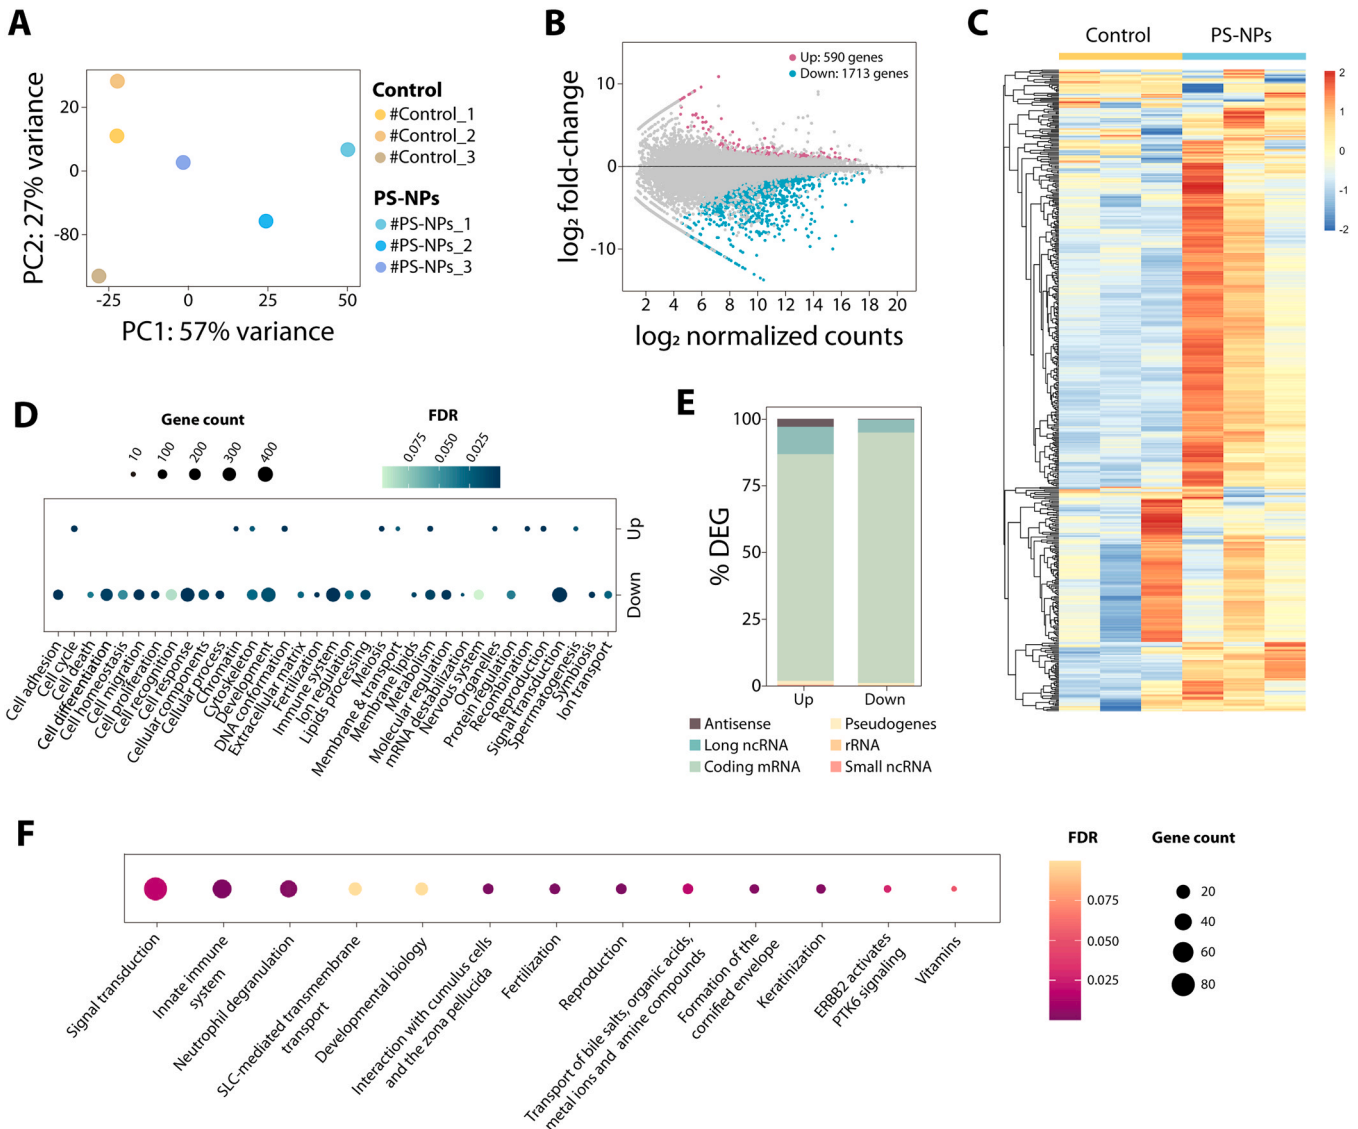 A
PC2: 27% variance
20
0
-80
-25
0
25
50
PC1: 57% variance
Control
#Control_1
#Control_2
#Control_3
PS-NPs
#PS-NPs_1
#PS-NPs_2
#PS-NPs_3
B
log₂ fold-change
10
0
-10
Up: 590 genes
Down: 1713 genes
2
4
6
8
10
12
14
16
18
20
log₂ normalized counts
C
Control
PS-NPs
2
1
0
-1
-2
D
Gene count
10
100
200
300
400
FDR
0.075
0.050
0.025
Up
Down
Cell adhesion
Cell cycle
Cell death
Cell differentiation
Cell homeostasis
Cell migration
Cell proliferation
Cell recognition
Cell response
Cellular components
Cellular process
Chromatin
Cytoskeleton
Development
DNA conformation
Extracellular matrix
Fertilization
Immune system
Ion regulation
Lipids processing
Meiosis
Membrane & transport
Membrane lipids
Metabolism
Molecular regulation
mRNA destabilization
Nervous system
Organelles
Protein regulation
Recombination
Reproduction
Signal transduction
Spermatogenesis
Symbiosis
Ion transport
E
% DEG
100
75
50
25
0
Up
Down
Antisense
Long ncRNA
Coding mRNA
Pseudogenes
rRNA
Small ncRNA
F
Signal transduction
Innate immune
system
Neutrophil degranulation
SLC-mediated transmembrane
transport
Developmental biology
Interaction with cumulus cells
and the zona pellucida
Fertilization
Reproduction
Transport of bile salts, organic acids,
metal ions and amine compounds
Formation of the
cornified envelope
Keratinization
ERBB2 activates
PTK6 signaling
Vitamins
FDR
0.075
0.050
0.025
Gene count
20
40
60
80